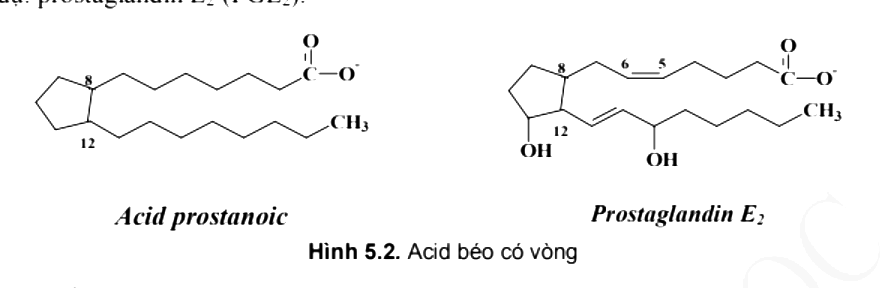 dụ: prostaglandin E₂ (PGE₂).
O
8
C–O⁻
CH₃
12
Acid prostanoic
O
8 6 5
C–O⁻
12
CH₃
OH
OH
Prostaglandin E₂
Hình 5.2. Acid béo có vòng